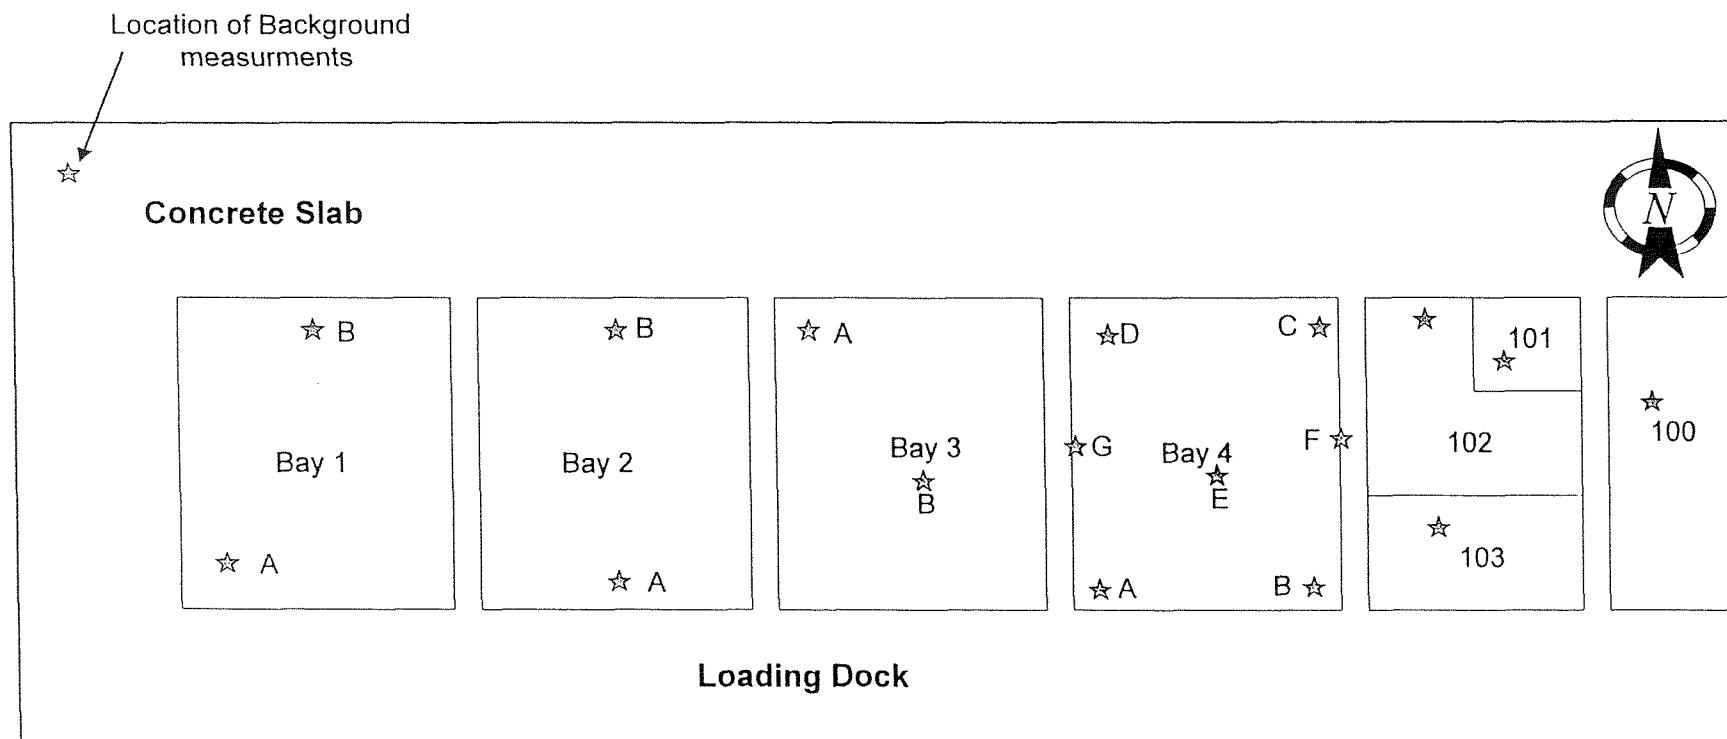 Location of Background
measurments
Concrete Slab
N
B
B
A
D
C
101
Bay 1
Bay 2
Bay 3
B
G
Bay 4
E
F
102
100
A
A
A
B
103
Loading Dock